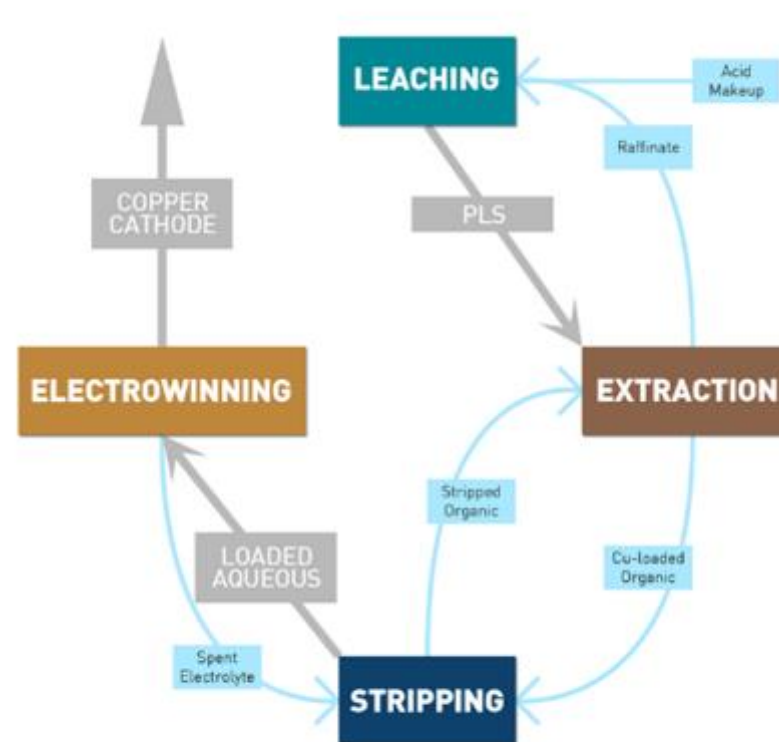 LEACHING
Acid
Makeup
Raffinate
COPPER
CATHODE
PLS
ELECTROWINNING
EXTRACTION
Stripped
Organic
LOADED
AQUEOUS
Cu-loaded
Organic
Spent
Electrolyte
STRIPPING